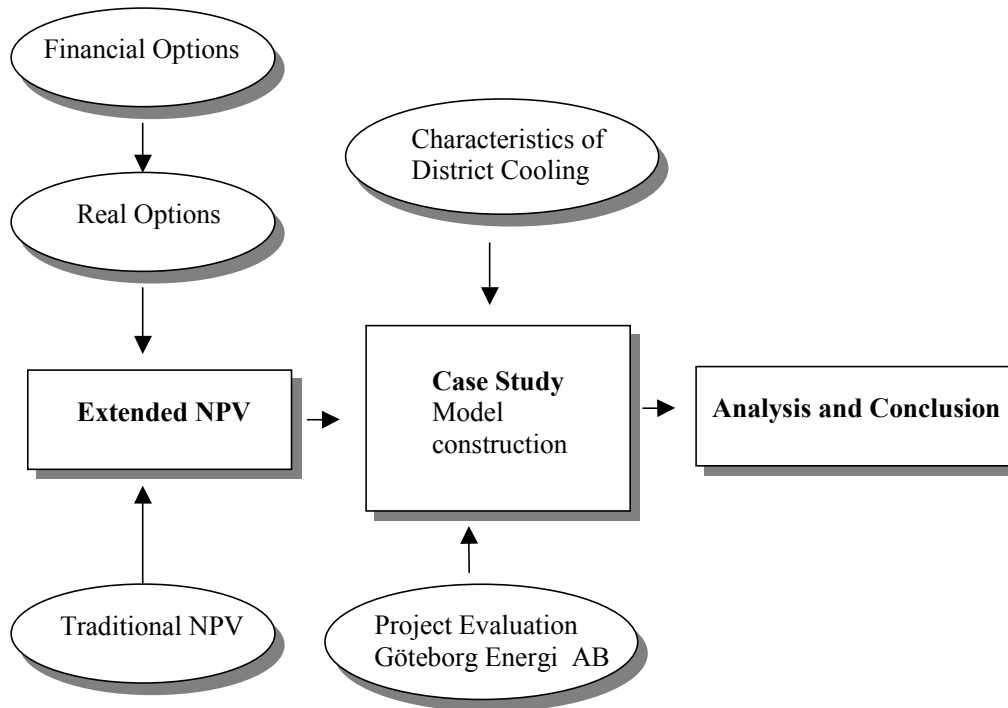 Financial Options
Real Options
Extended NPV
Traditional NPV
Characteristics of
District Cooling
Case Study
Model
construction
Project Evaluation
Göteborg Energi AB
Analysis and Conclusion